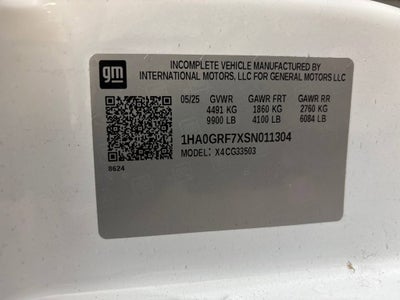 gm
INCOMPLETE VEHICLE MANUFACTURED BY
INTERNATIONAL MOTORS, LLC FOR GENERAL MOTORS LLC
05/25 GVWR GAWR FRT GAWR RR
4491 KG 1860 KG 2760 KG
9900 LB 4100 LB 6084 LB
1HA0GRF7XSN011304
MODEL: X4CG33503
8624